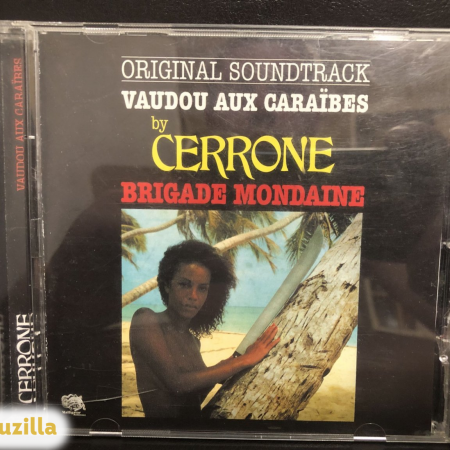 ORIGINAL SOUNDTRACK
VAUDOU AUX CARAÏBES
by
CERRONE
BRIGADE MONDAINE
VAUDOU AUX CARAÏBES
CERRONE
uzilla